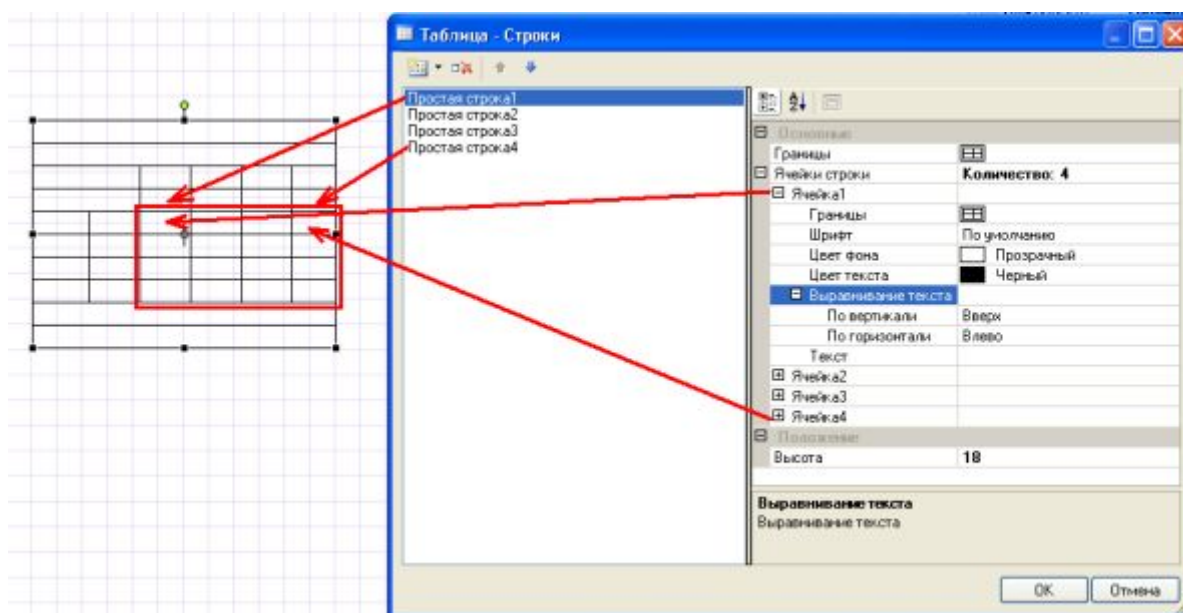 Таблица - Строки
Простая строка1
Простая строка2
Простая строка3
Простая строка4
Основные
Границы
Ячейки строки Количество: 4
Ячейка1
Границы
Шрифт По умолчанию
Цвет фона Прозрачный
Цвет текста Черный
Выравнивание текста
По вертикали Вверх
По горизонтали Влево
Текст
Ячейка2
Ячейка3
Ячейка4
Положение
Высота 18
Выравнивание текста
Выравнивание текста
OK Отмена